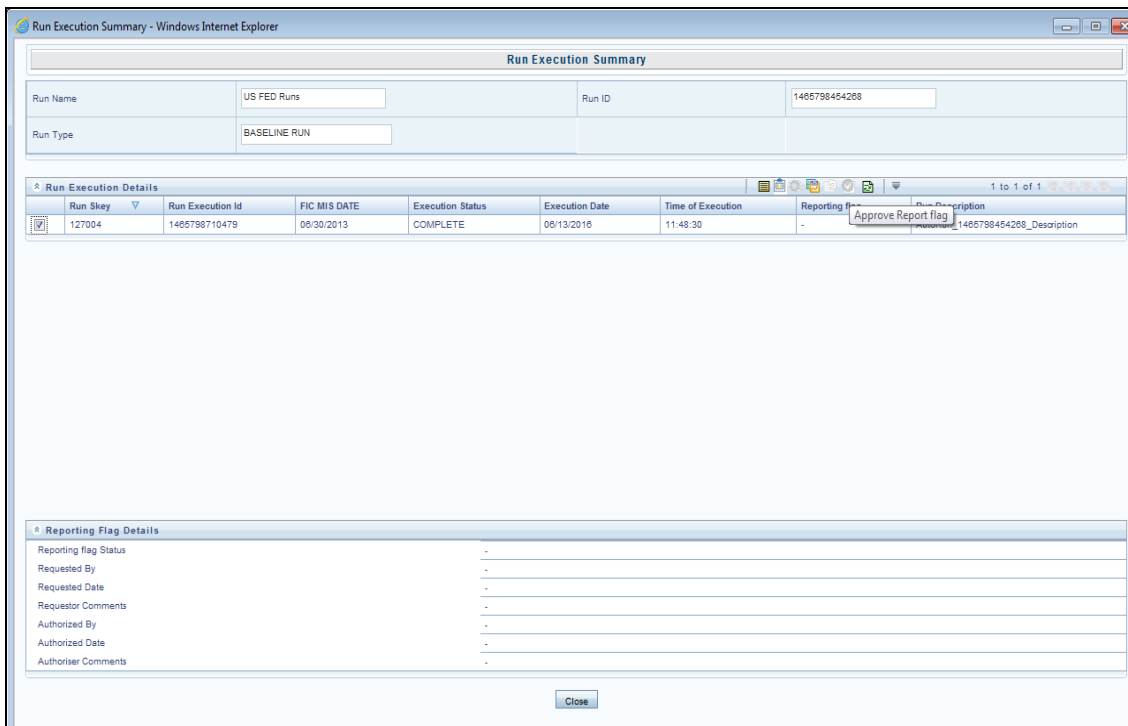 Run Execution Summary - Windows Internet Explorer
Run Execution Summary
Run Name US FED Runs Run ID 1465798454268
Run Type BASELINE RUN
Run Execution Details 1 to 1 of 1
Run Skey Run Execution Id FIC MIS DATE Execution Status Execution Date Time of Execution Reporting Description
Approve Report flag
127004 1465798710479 06/30/2013 COMPLETE 06/13/2016 11:48:30 - AutoRun_1465798454268_Description
Reporting Flag Details
Reporting flag Status -
Requested By -
Requested Date -
Requestor Comments -
Authorized By -
Authorized Date -
Authoriser Comments -
Close